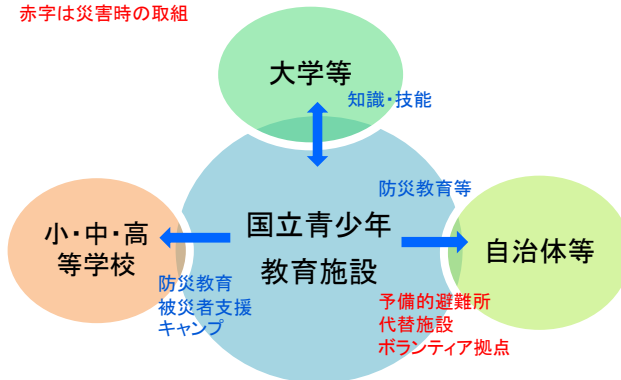 赤字は災害時の取組
大学等
知識・技能
防災教育等
国立青少年
教育施設
小・中・高
等学校
自治体等
防災教育
被災者支援
キャンプ
予備的避難所
代替施設
ボランティア拠点